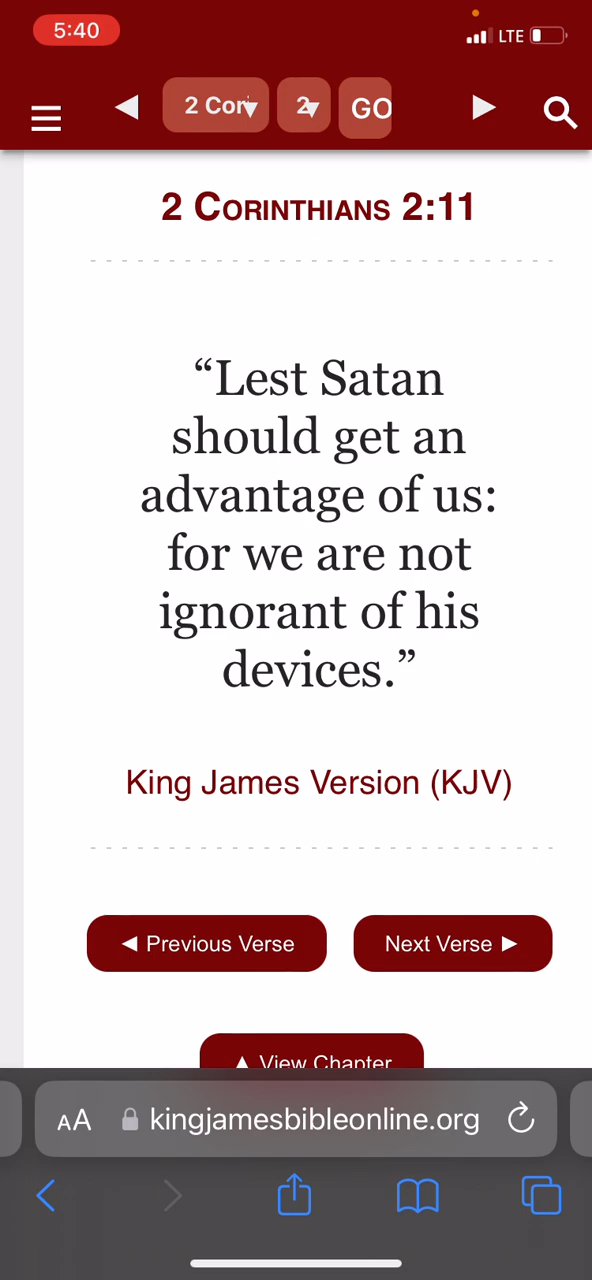 5:40
LTE
2 Cor 2 GO
2 CORINTHIANS 2:11
“Lest Satan
should get an
advantage of us:
for we are not
ignorant of his
devices.”
King James Version (KJV)
◄ Previous Verse Next Verse ►
▲ View Chapter
AA kingjamesbibleonline.org